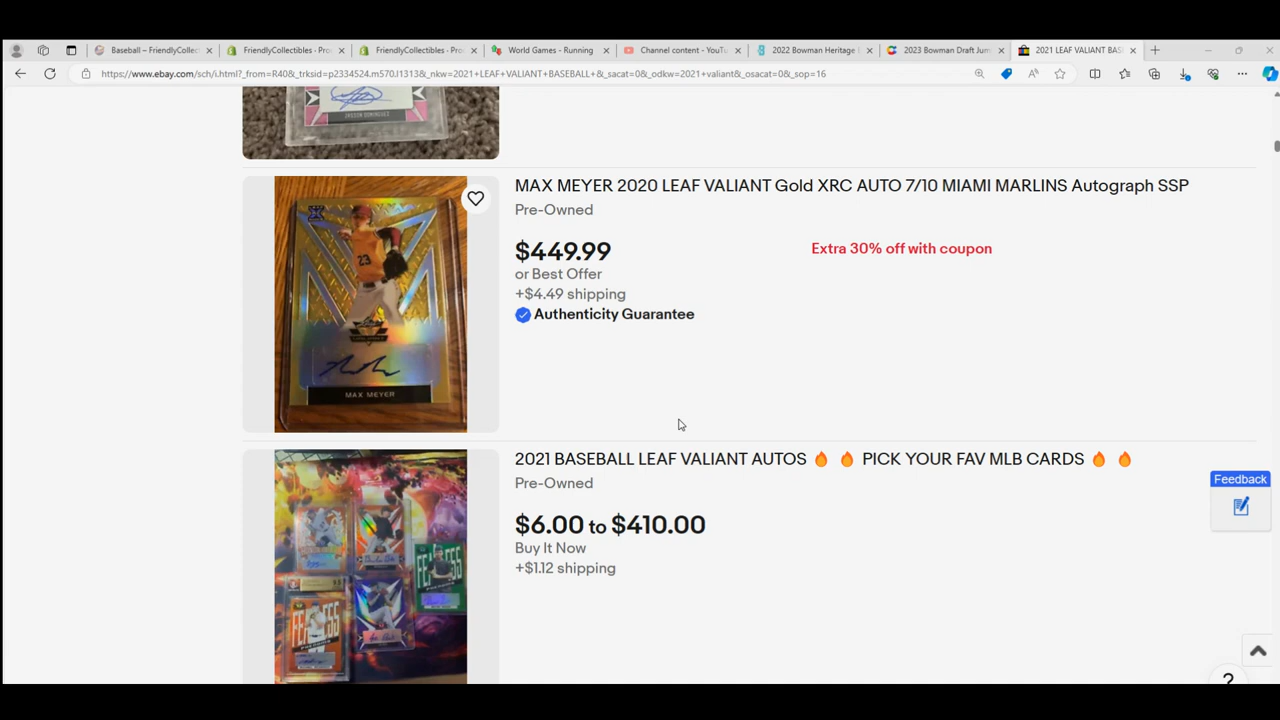 Baseball – FriendlyCollect
FriendlyCollectibles - Pro
FriendlyCollectibles - Prod
World Games - Running
Channel content - YouTu
2022 Bowman Heritage
2023 Bowman Draft Jum
2021 LEAF VALIANT BAS
https://www.ebay.com/sch/i.html?_from=R40&_trksid=p2334524.m570.l1313&_nkw=2021+LEAF+VALIANT+BASEBALL+&_sacat=0&_odkw=2021+valiant&_osacat=0&_sop=16
MAX MEYER 2020 LEAF VALIANT Gold XRC AUTO 7/10 MIAMI MARLINS Autograph SSP
Pre-Owned
$449.99
Extra 30% off with coupon
or Best Offer
+$4.49 shipping
Authenticity Guarantee
23
MAX MEYER
2021 BASEBALL LEAF VALIANT AUTOS 🔥 🔥 PICK YOUR FAV MLB CARDS 🔥 🔥
Pre-Owned
$6.00 to $410.00
Buy It Now
+$1.12 shipping
FEARLESS
FEARLESS
Feedback
?